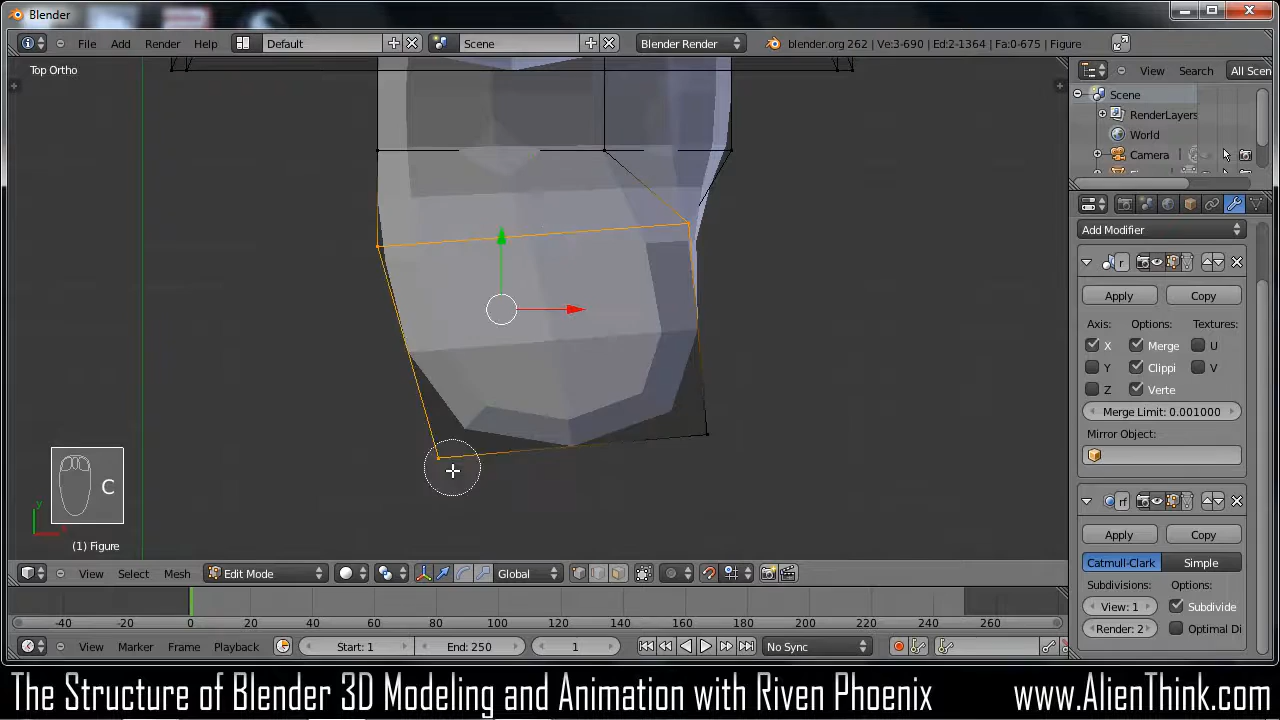 Blender
File Add Render Help Default Scene Blender Render blender.org 262 | Ve:3-690 | Ed:2-1364 | Fa:0-675 | Figure
Top Ortho
View Search All Scen
Scene
RenderLayers
World
Camera
Add Modifier
r
Apply Copy
Axis: Options: Textures:
X Merge U
Y Clippi V
Z Verte
Merge Limit: 0.001000
Mirror Object:
rf
Apply Copy
Catmull-Clark Simple
Subdivisions: Options:
View: 1 Subdivide
Render: 2 Optimal Di
C
y
(1) Figure
View Select Mesh Edit Mode Global
-40 -20 0 20 40 60 80 100 120 140 160 180 200 220 240 260
View Marker Frame Playback Start: 1 End: 250 1 No Sync
The Structure of Blender 3D Modeling and Animation with Riven Phoenix www.AlienThink.com